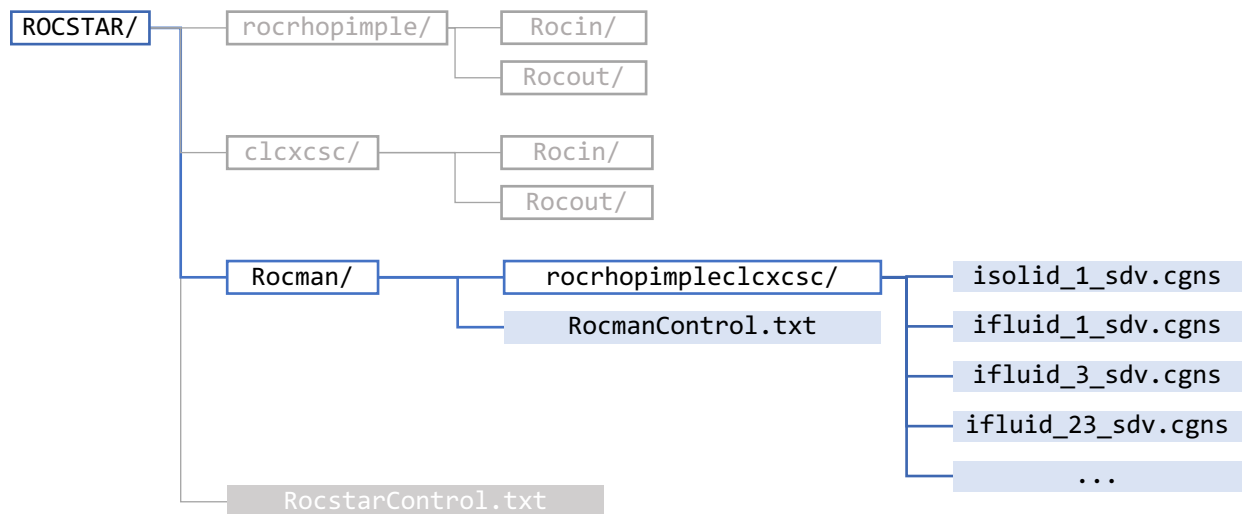 ROCSTAR/
rocrhopimple/
Rocin/
Rocout/
clcxcsc/
Rocin/
Rocout/
Rocman/
rocrhopimpleclcxcsc/
isolid_1_sdv.cgns
RocmanControl.txt
ifluid_1_sdv.cgns
ifluid_3_sdv.cgns
ifluid_23_sdv.cgns
...
RocstarControl.txt